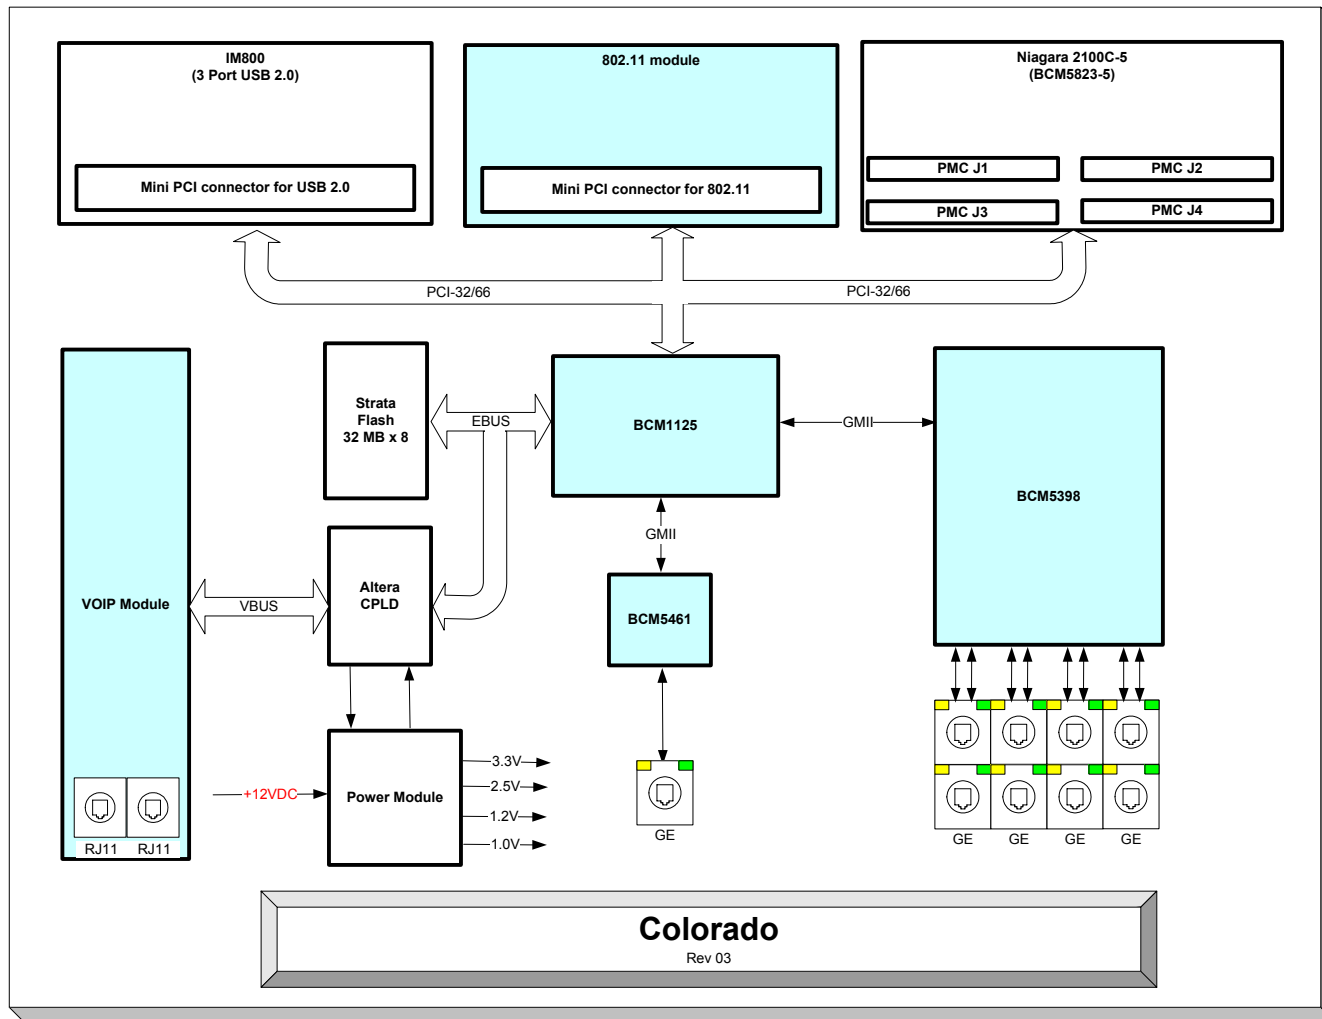 IM800
(3 Port USB 2.0)
Mini PCI connector for USB 2.0
802.11 module
Mini PCI connector for 802.11
Niagara 2100C-5
(BCM5823-5)
PMC J1
PMC J2
PMC J3
PMC J4
PCI-32/66
PCI-32/66
VOIP Module
RJ11
RJ11
Strata
Flash
32 MB x 8
EBUS
BCM1125
GMII
BCM5398
GMII
Altera
CPLD
VBUS
BCM5461
Power Module
+12VDC
3.3V
2.5V
1.2V
1.0V
GE
GE
GE
GE
GE
Colorado
Rev 03